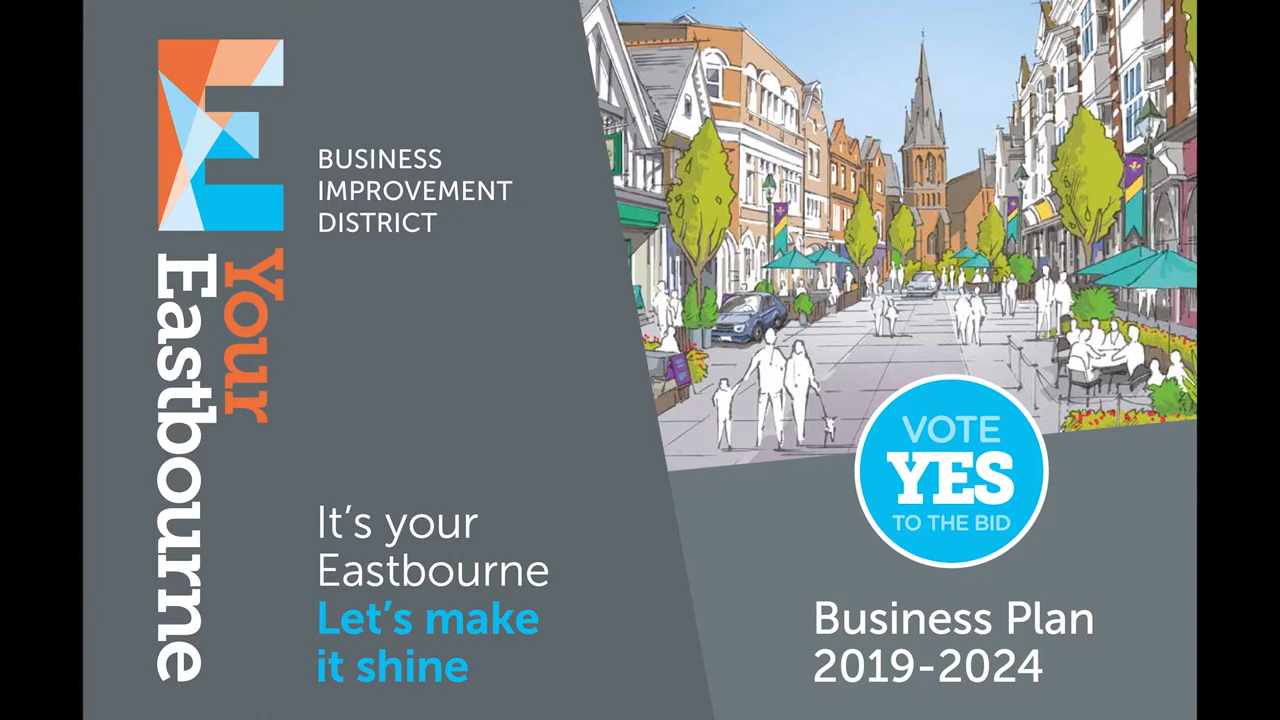 BUSINESS
IMPROVEMENT
DISTRICT
Your
Eastbourne
It's your
Eastbourne
Let's make
it shine
VOTE
YES
TO THE BID
Business Plan
2019-2024